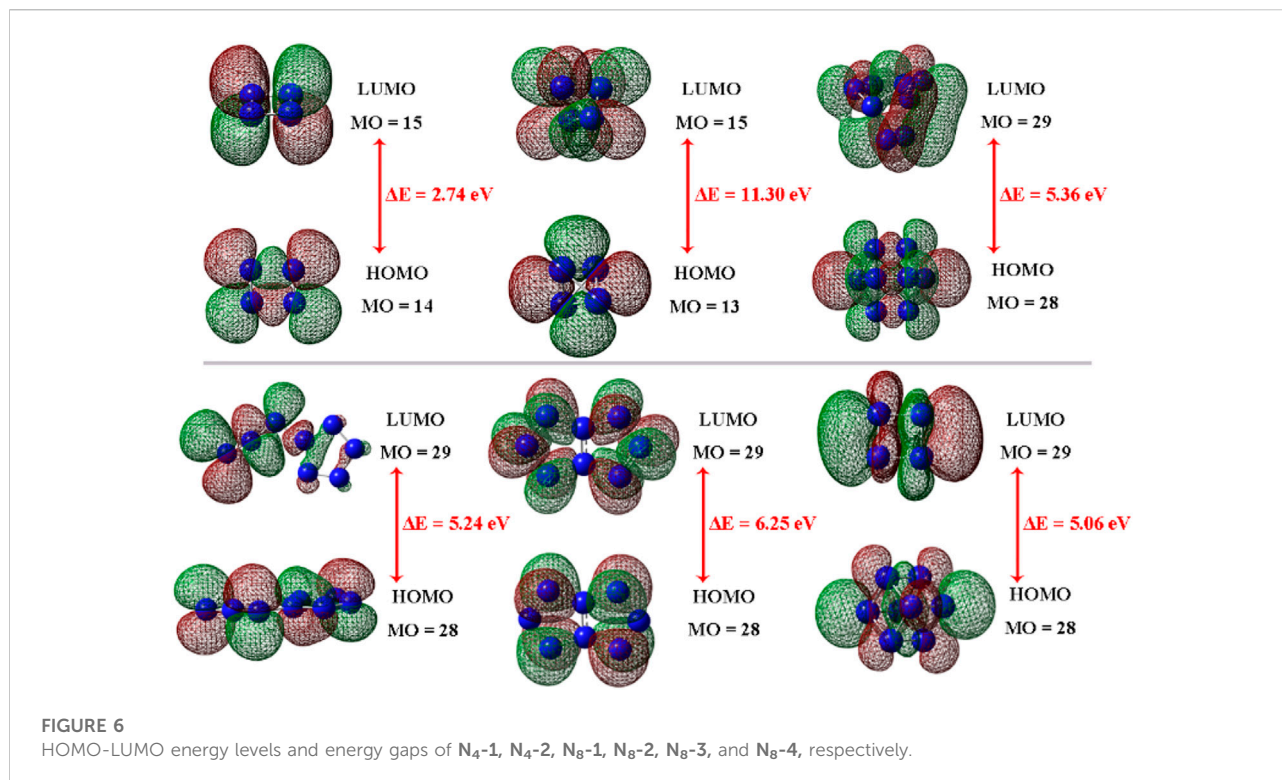 LUMO
MO = 15
ΔE = 2.74 eV
HOMO
MO = 14
LUMO
MO = 15
ΔE = 11.30 eV
HOMO
MO = 13
LUMO
MO = 29
ΔE = 5.36 eV
HOMO
MO = 28
LUMO
MO = 29
ΔE = 5.24 eV
HOMO
MO = 28
LUMO
MO = 29
ΔE = 6.25 eV
HOMO
MO = 28
LUMO
MO = 29
ΔE = 5.06 eV
HOMO
MO = 28
FIGURE 6
HOMO-LUMO energy levels and energy gaps of N₄-1, N₄-2, N₈-1, N₈-2, N₈-3, and N₈-4, respectively.